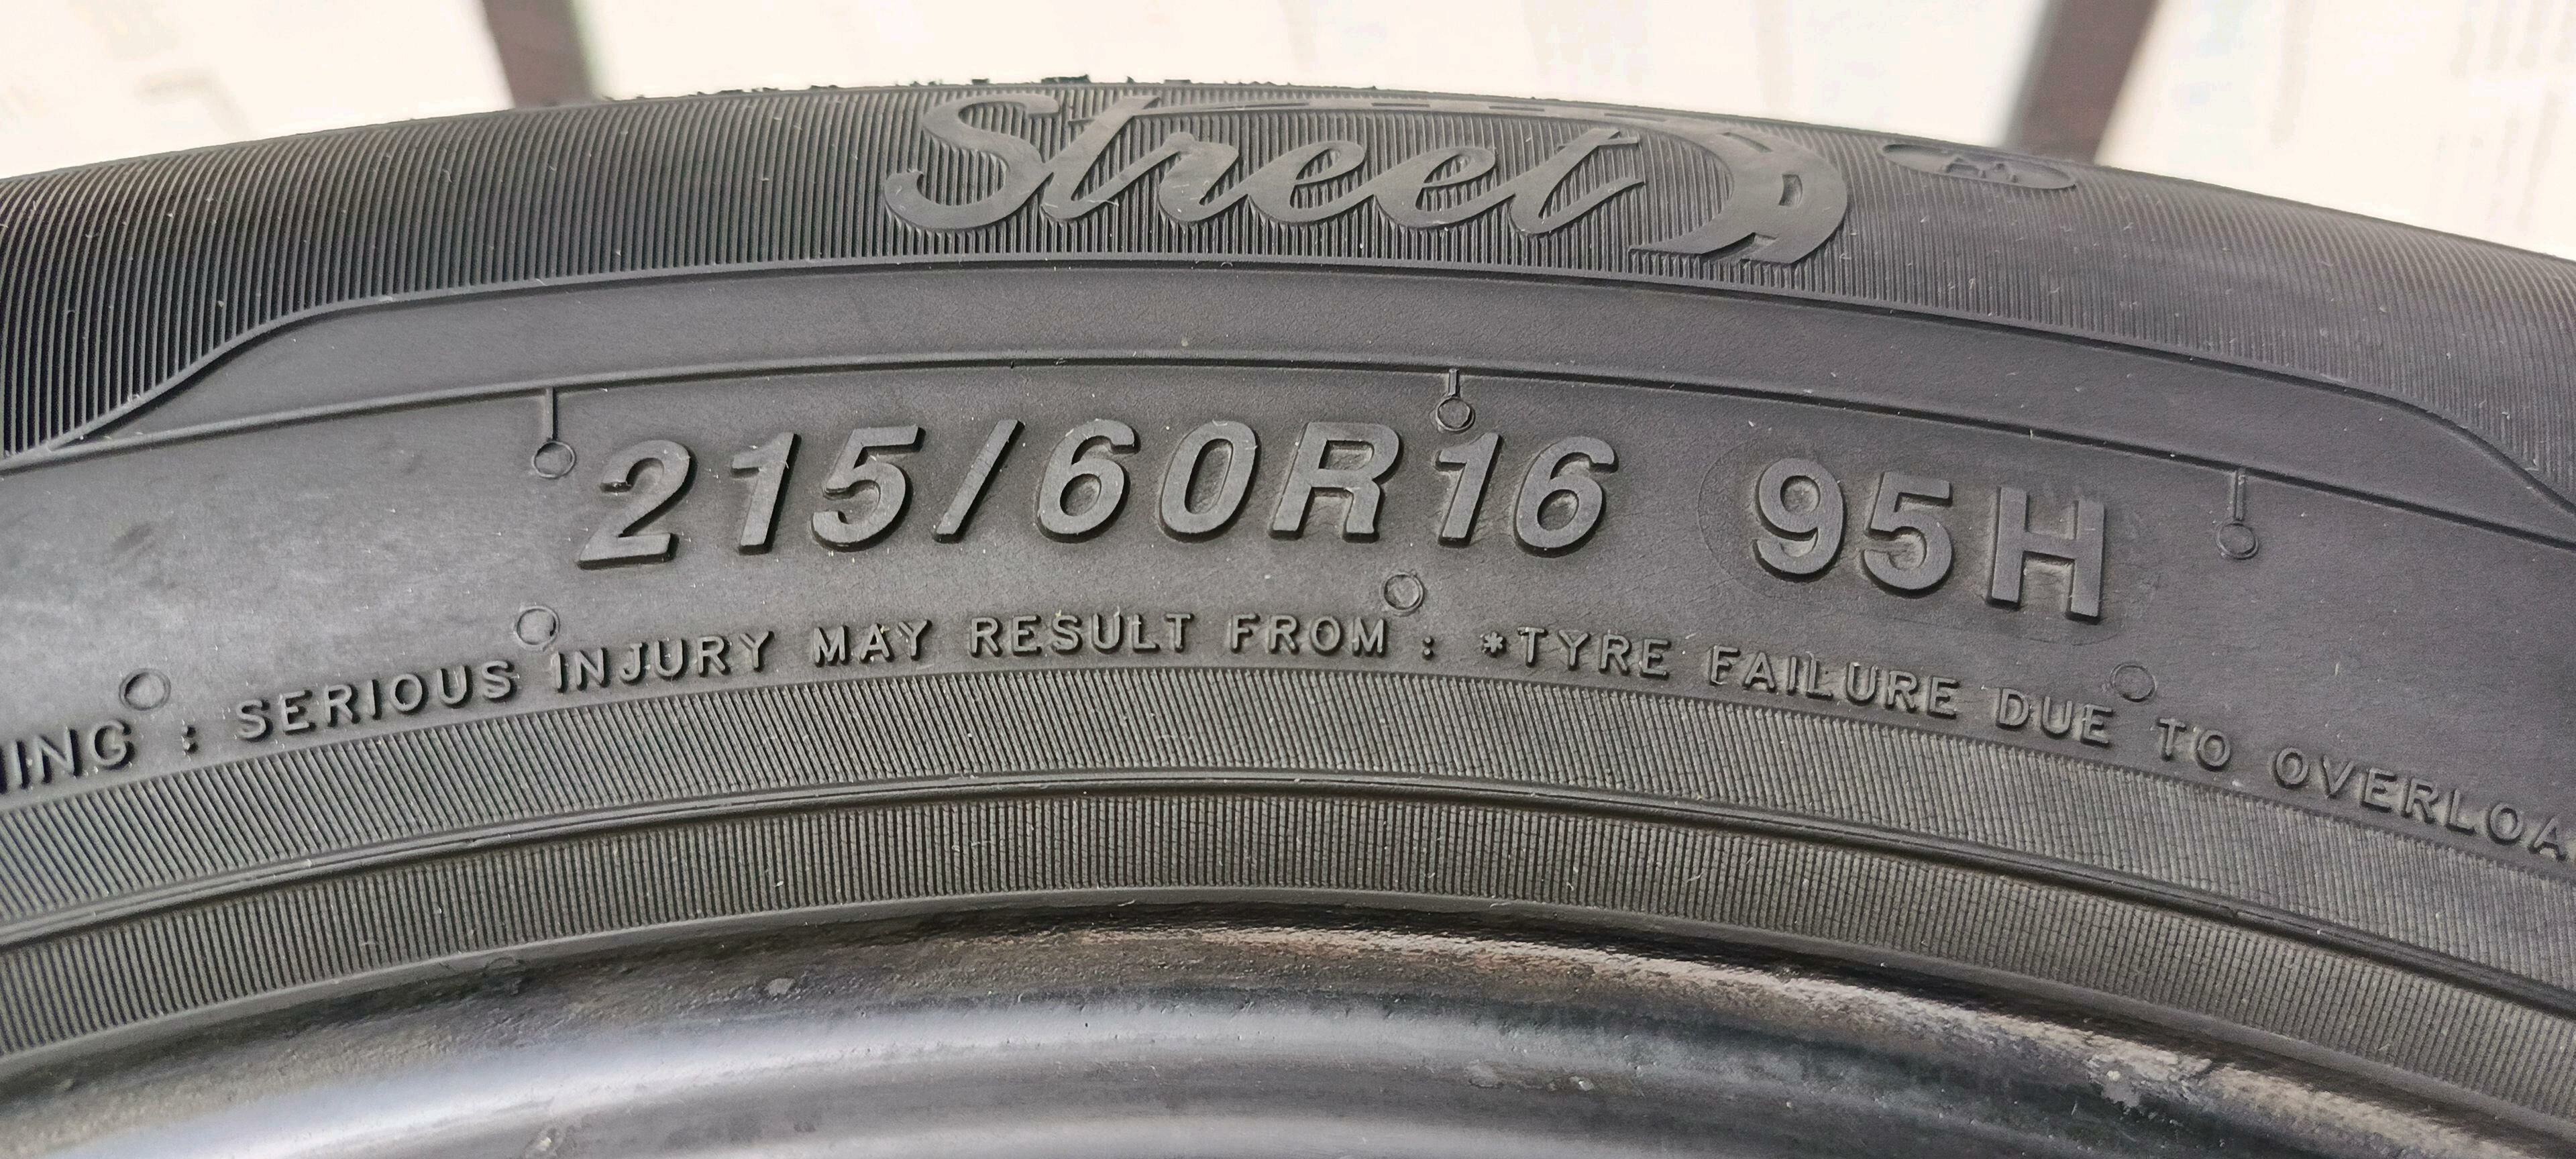 Street
215/60R16 95H
ING : SERIOUS INJURY MAY RESULT FROM : *TYRE FAILURE DUE TO OVERLOA